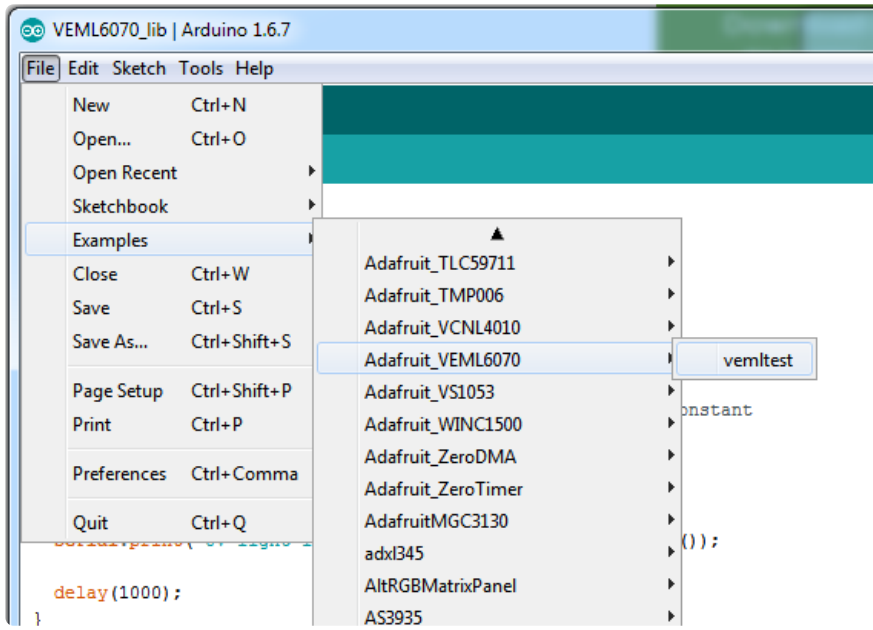 VEML6070_lib | Arduino 1.6.7
File Edit Sketch Tools Help
New Ctrl+N
Open... Ctrl+O
Open Recent
Sketchbook
Examples
Close Ctrl+W
Save Ctrl+S
Save As... Ctrl+Shift+S
Page Setup Ctrl+Shift+P
Print Ctrl+P
Preferences Ctrl+Comma
Quit Ctrl+Q
Adafruit_TLC59711
Adafruit_TMP006
Adafruit_VCNL4010
Adafruit_VEML6070
Adafruit_VS1053
Adafruit_WINC1500
Adafruit_ZeroDMA
Adafruit_ZeroTimer
AdafruitMGC3130
adxl345
AltRGBMatrixPanel
AS3935
vemltest
onstant
());
delay(1000);
}